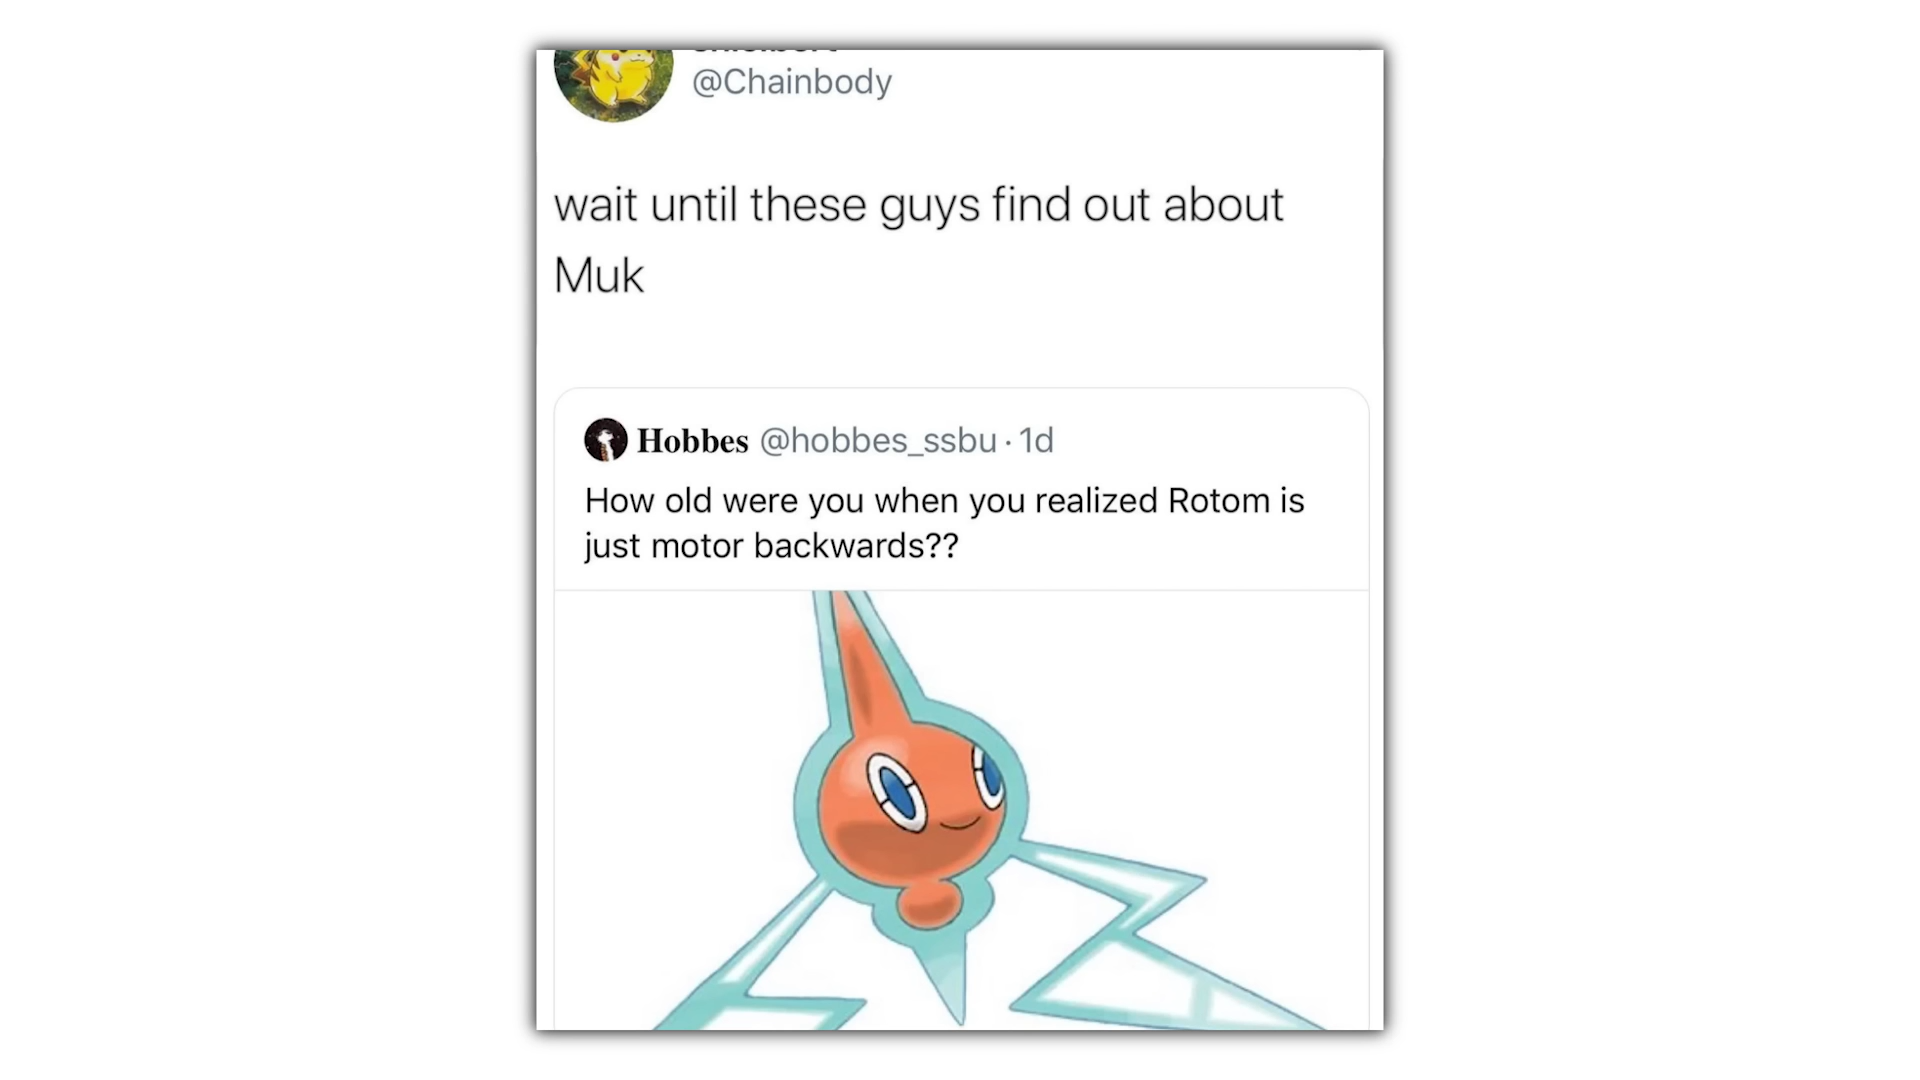 @Chainbody
wait until these guys find out about
Muk
Hobbes @hobbes_ssbu · 1d
How old were you when you realized Rotom is
just motor backwards??